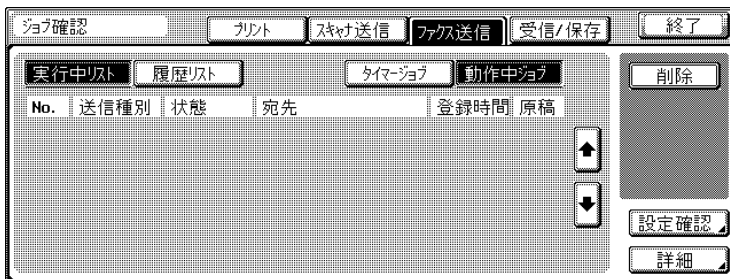 ジョブ確認 プリント スキャナ送信 ファクス送信 受信/保存 終了
実行中リスト 履歴リスト タイマージョブ 動作中ジョブ 削除
No. 送信種別 状態 宛先 登録時間 原稿
設定確認
詳細